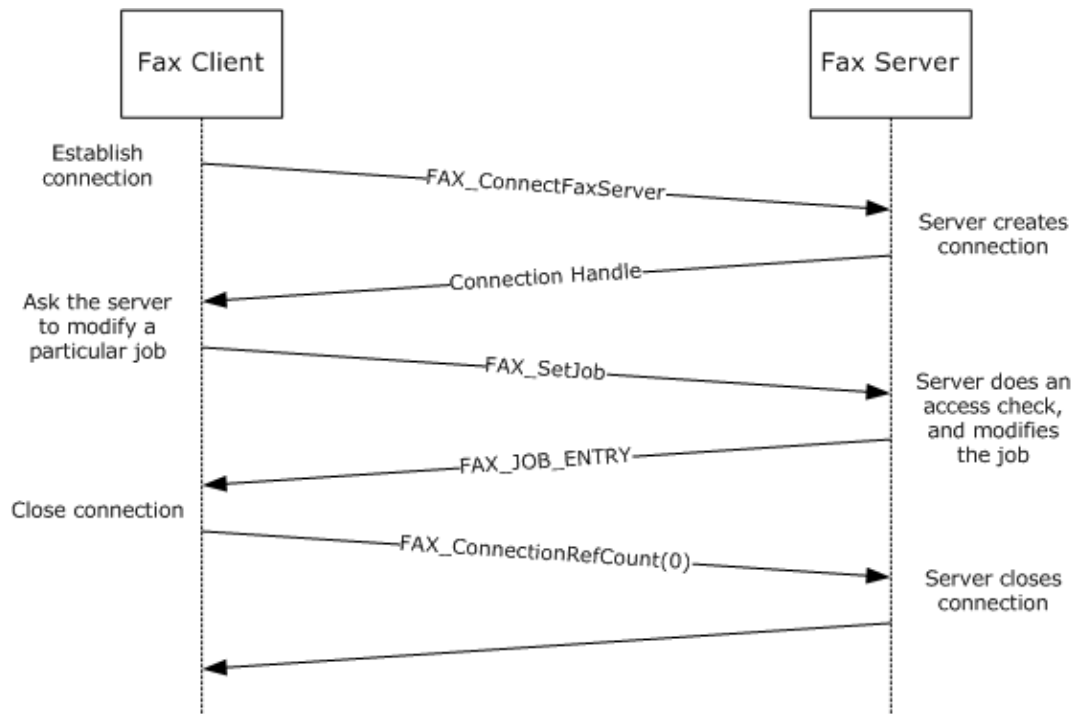 Fax Client
Fax Server
Establish
connection
FAX_ConnectFaxServer
Server creates
connection
Connection Handle
Ask the server
to modify a
particular job
FAX_SetJob
Server does an
access check,
and modifies
the job
FAX_JOB_ENTRY
Close connection
FAX_ConnectionRefCount(0)
Server closes
connection